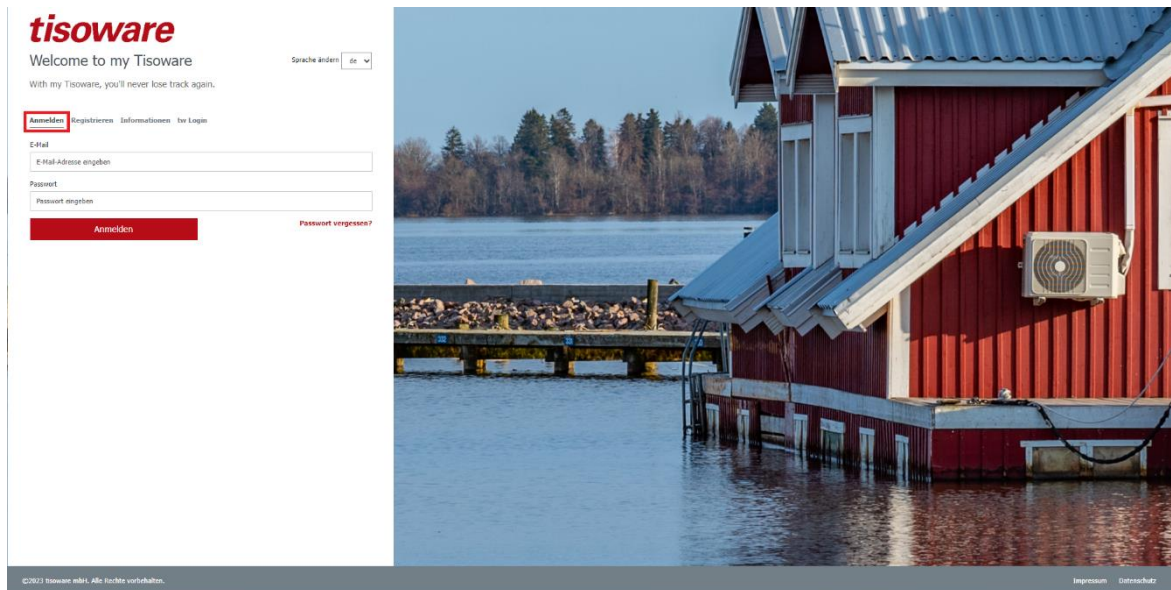 tisoware
Welcome to my Tisoware
Sprache ändern de
With my Tisoware, you'll never lose track again.
Anmelden Registrieren Informationen tw Login
E-Mail
E-Mail-Adresse eingeben
Passwort
Passwort eingeben
Anmelden Passwort vergessen?
©2023 tisoware mbH. Alle Rechte vorbehalten. Impressum Datenschutz